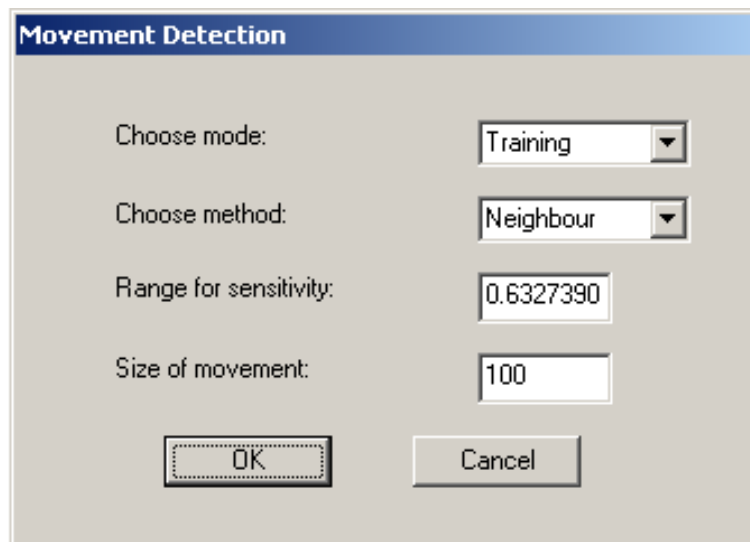 Movement Detection
Choose mode: Training
Choose method: Neighbour
Range for sensitivity: 0.6327390
Size of movement: 100
OK Cancel